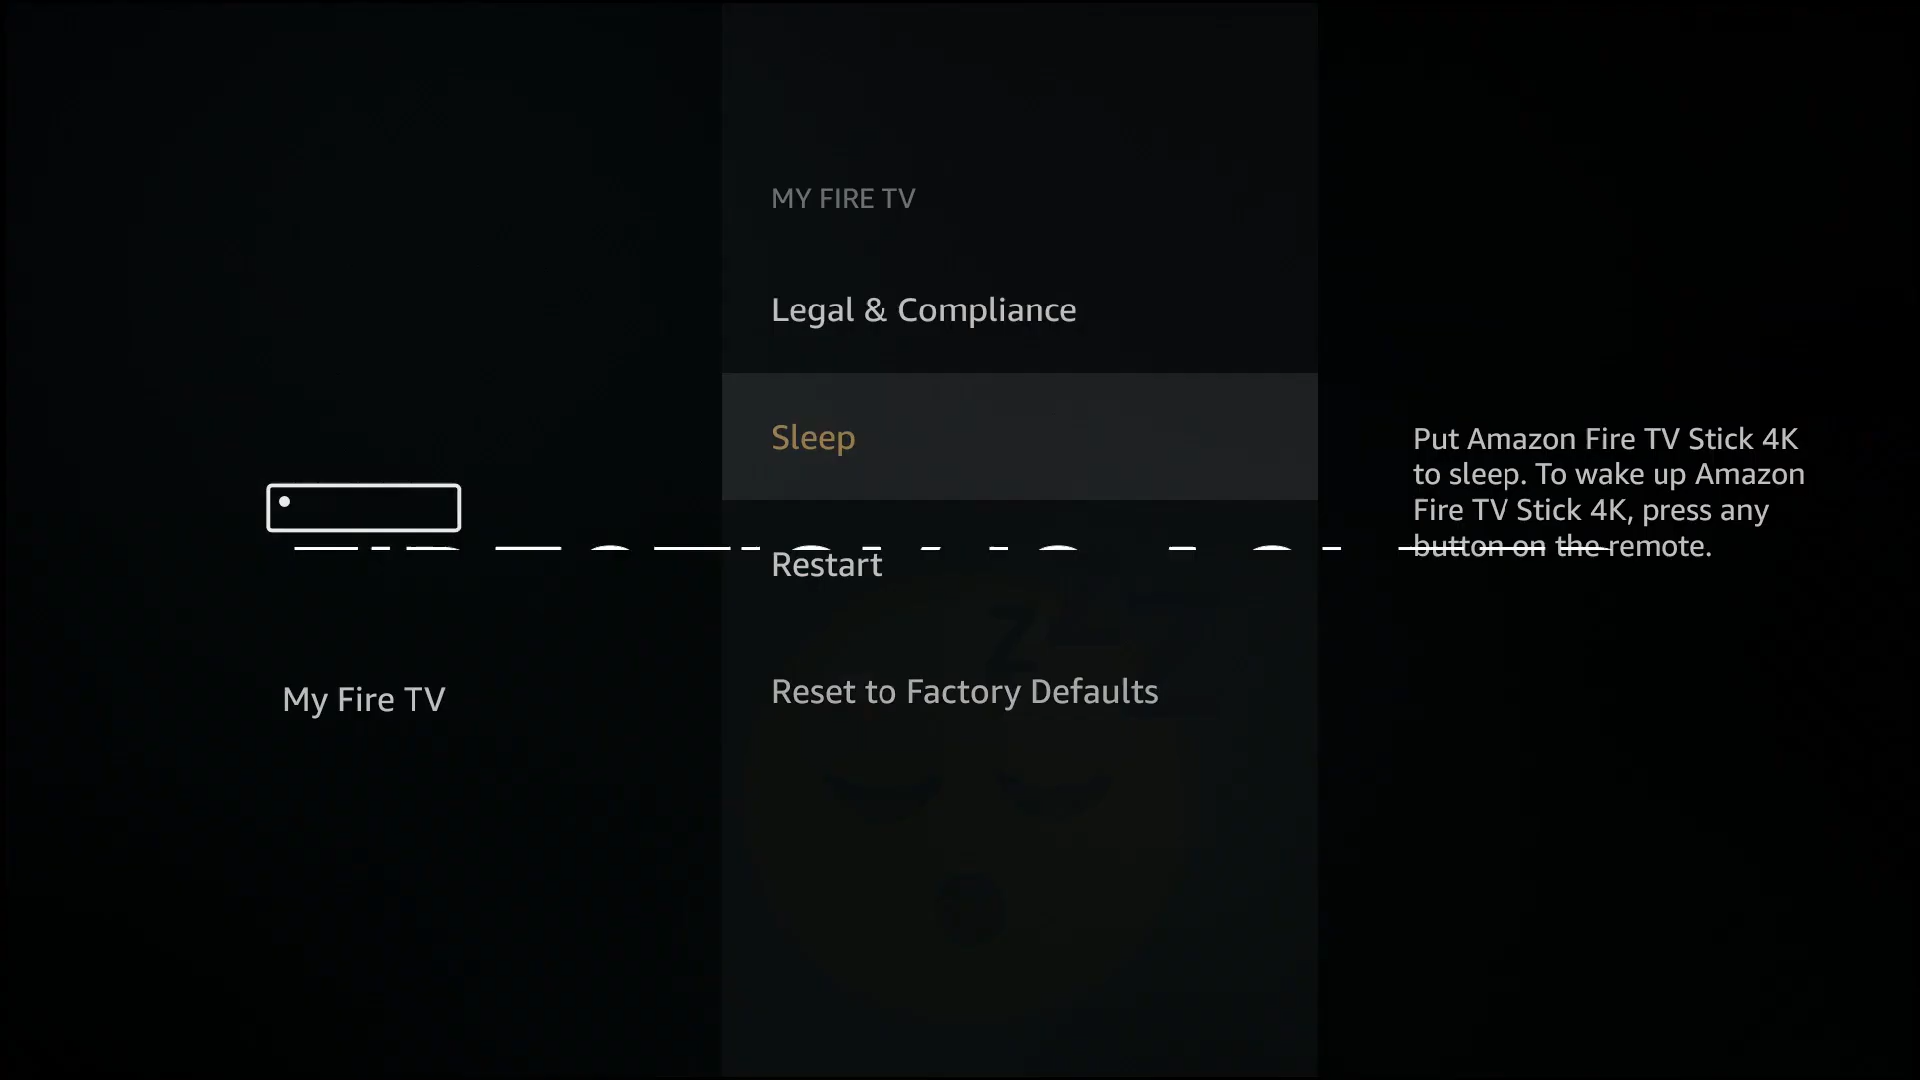 MY FIRE TV
Legal & Compliance
Sleep
Restart
Reset to Factory Defaults
My Fire TV
Put Amazon Fire TV Stick 4K
to sleep. To wake up Amazon
Fire TV Stick 4K, press any
button on the remote.